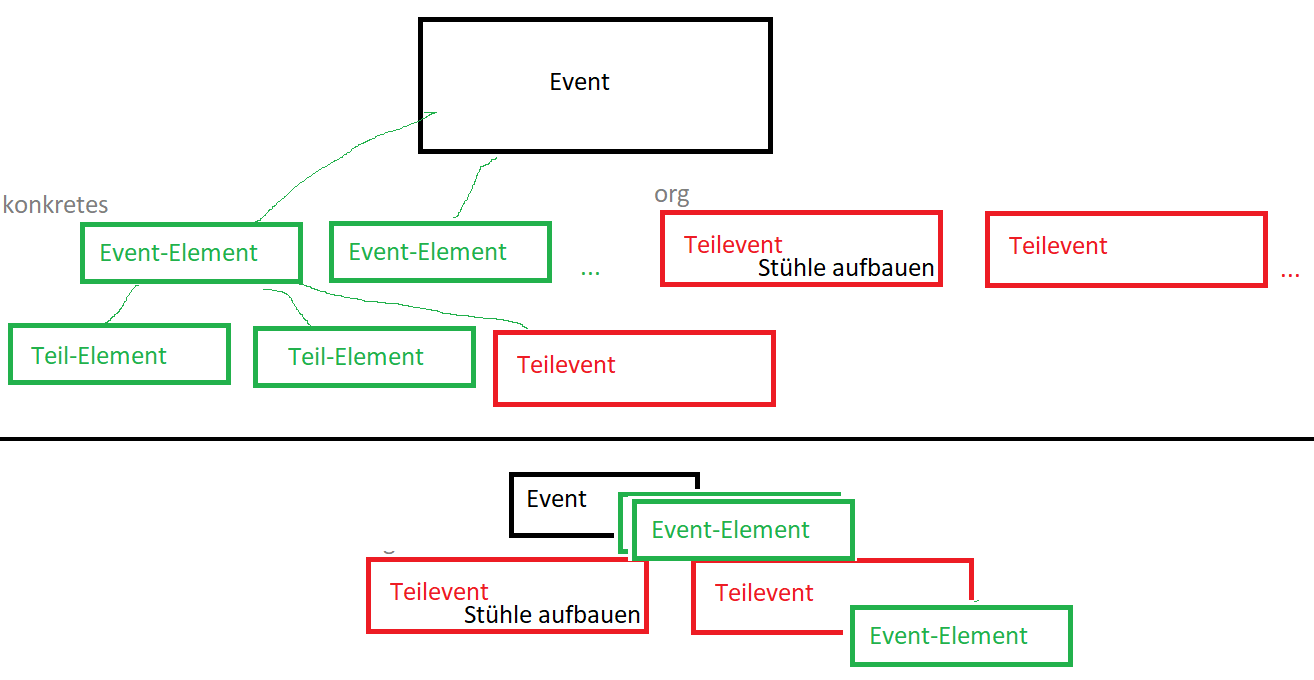 Event
konkretes
org
Event-Element
Event-Element
...
Teilevent
Stühle aufbauen
Teilevent
...
Teil-Element
Teil-Element
Teilevent
Event
Event-Element
Teilevent
Stühle aufbauen
Teilevent
Event-Element